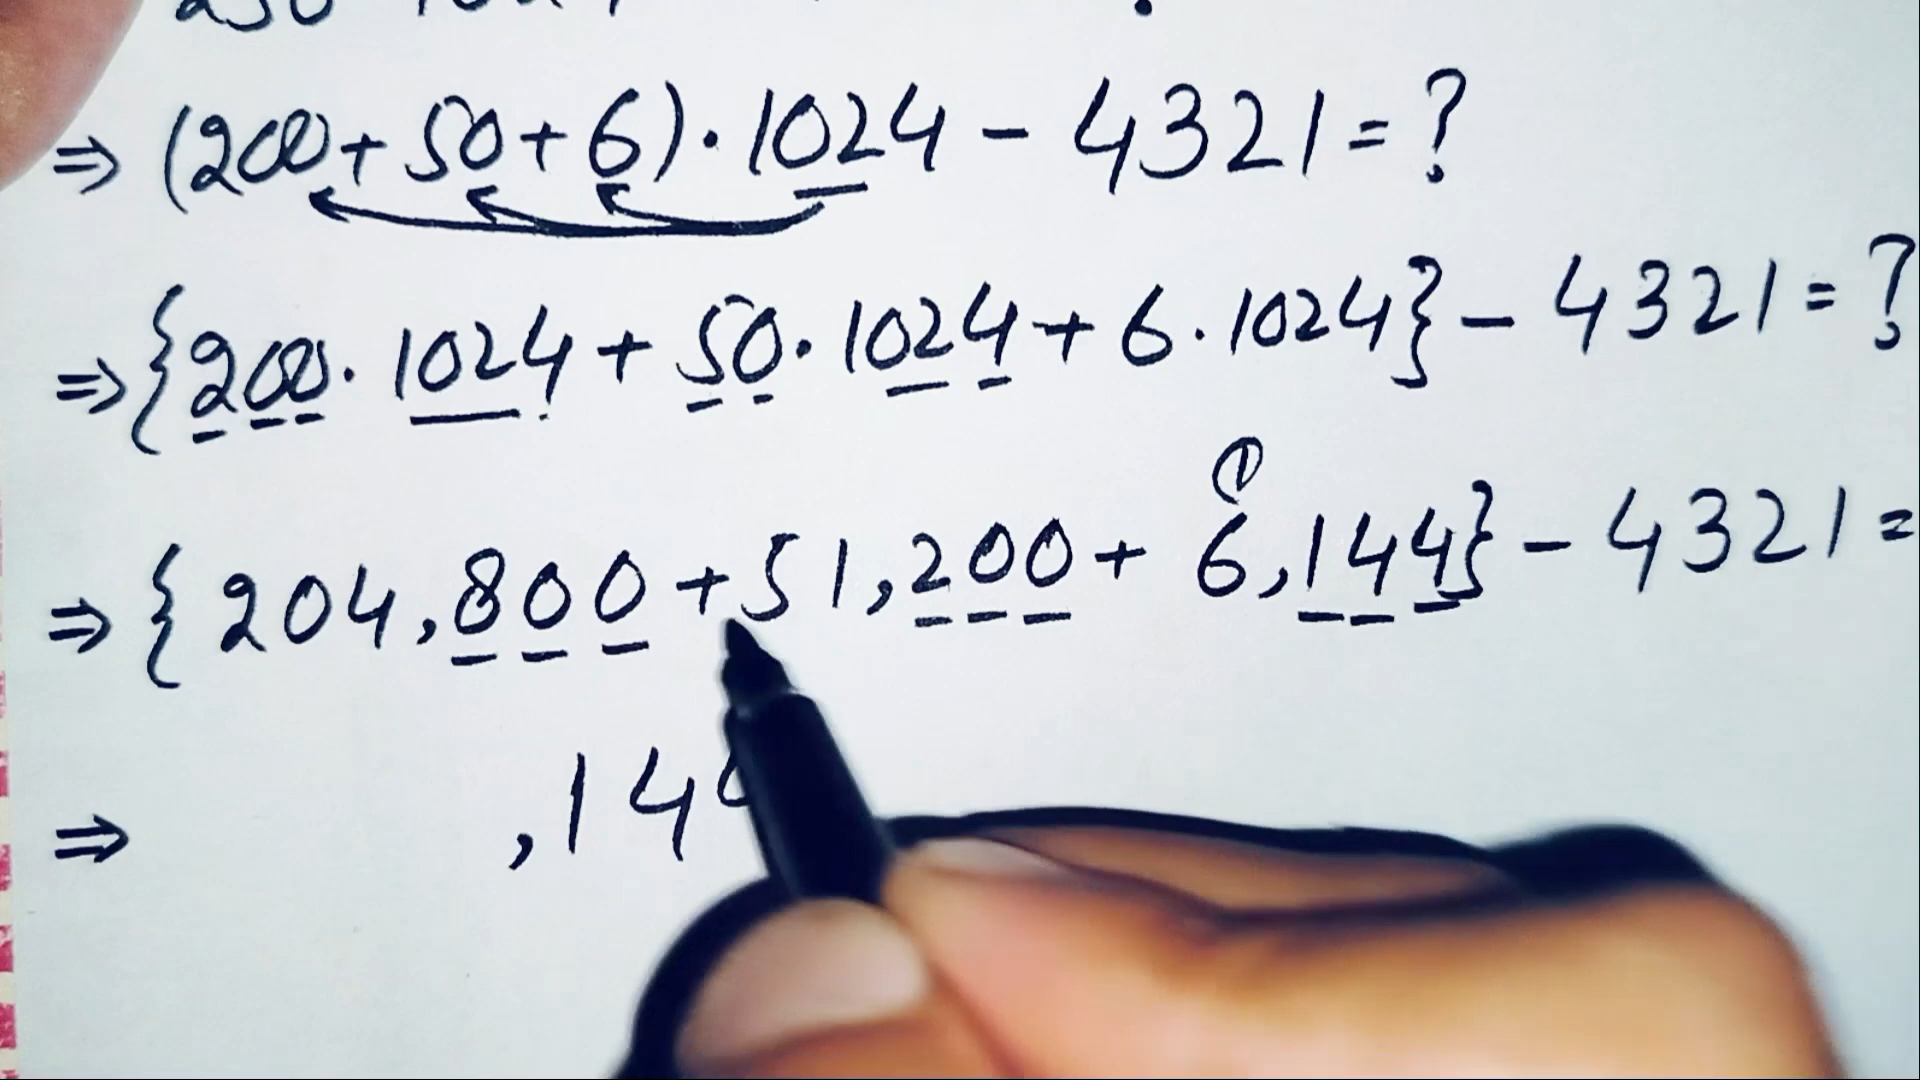 ⇒ (200+50+6)·1024 - 4321 = ?
⇒ {200·1024 + 50·1024 + 6·1024} - 4321 = ?
①
⇒ {204,800 + 51,200 + 6,144} - 4321 =
⇒ ,14